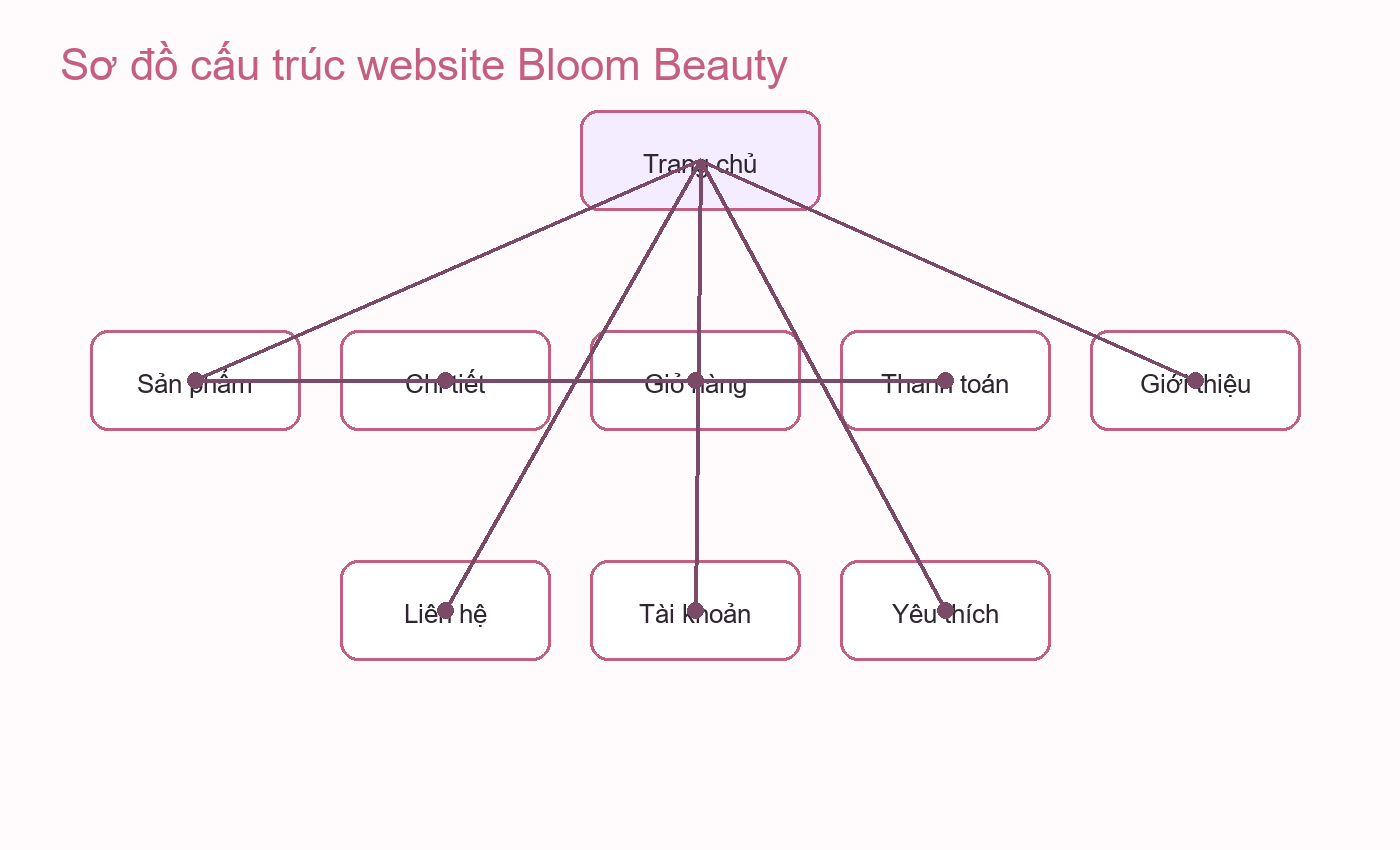 Sơ đồ cấu trúc website Bloom Beauty
Trang chủ
Sản phẩm
Chi tiết
Giỏ hàng
Thanh toán
Giới thiệu
Liên hệ
Tài khoản
Yêu thích